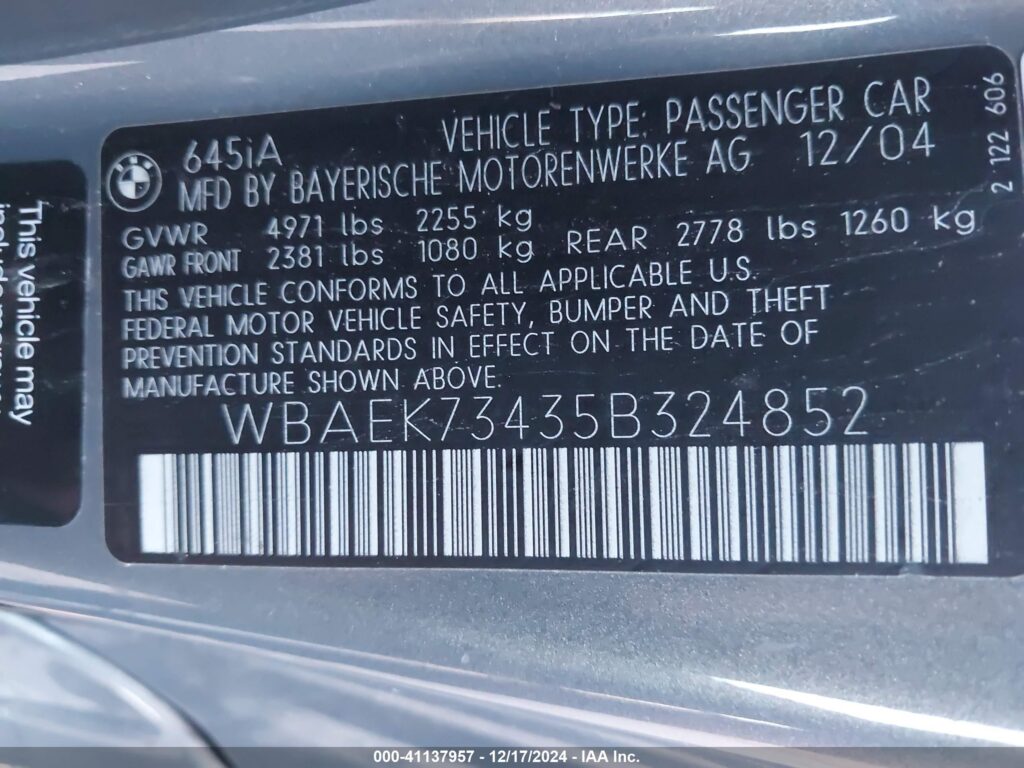 645iA
VEHICLE TYPE: PASSENGER CAR
MFD BY BAYERISCHE MOTORENWERKE AG 12/04
GVWR 4971 lbs 2255 kg
GAWR FRONT 2381 lbs 1080 kg REAR 2778 lbs 1260 kg
THIS VEHICLE CONFORMS TO ALL APPLICABLE U.S.
FEDERAL MOTOR VEHICLE SAFETY, BUMPER AND THEFT
PREVENTION STANDARDS IN EFFECT ON THE DATE OF
MANUFACTURE SHOWN ABOVE.
WBAEK73435B324852
2 122 606
This vehicle may
000-41137957 - 12/17/2024 - IAA Inc.